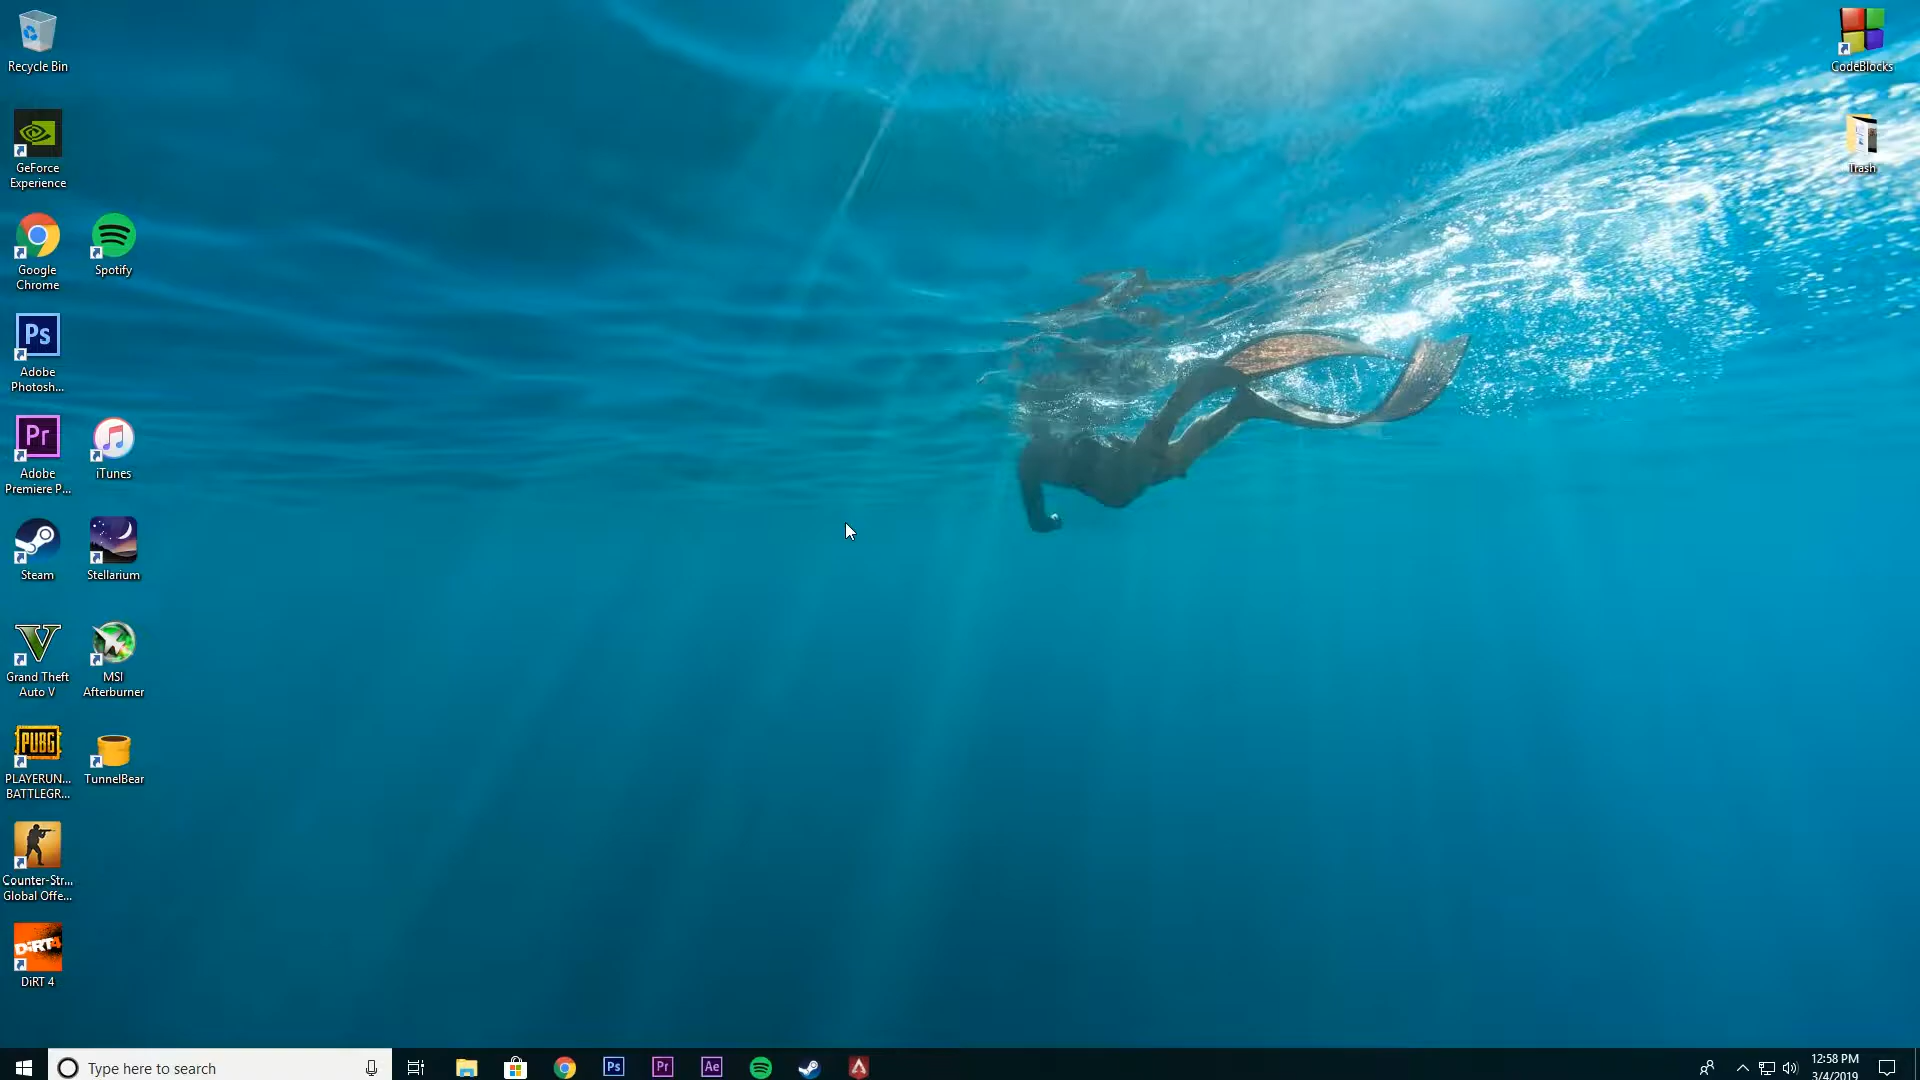 Recycle Bin
GeForce
Experience
Google
Chrome
Spotify
Ps
Adobe
Photosh...
Pr
Adobe
Premiere P...
iTunes
Steam
Stellarium
Grand Theft
Auto V
MSI
Afterburner
PUBG
PLAYERUN...
BATTLEGR...
TunnelBear
Counter-Str...
Global Offe...
DiRT4
DiRT 4
CodeBlocks
Trash
Type here to search
Ps
Pr
Ae
12:58 PM
3/4/2019